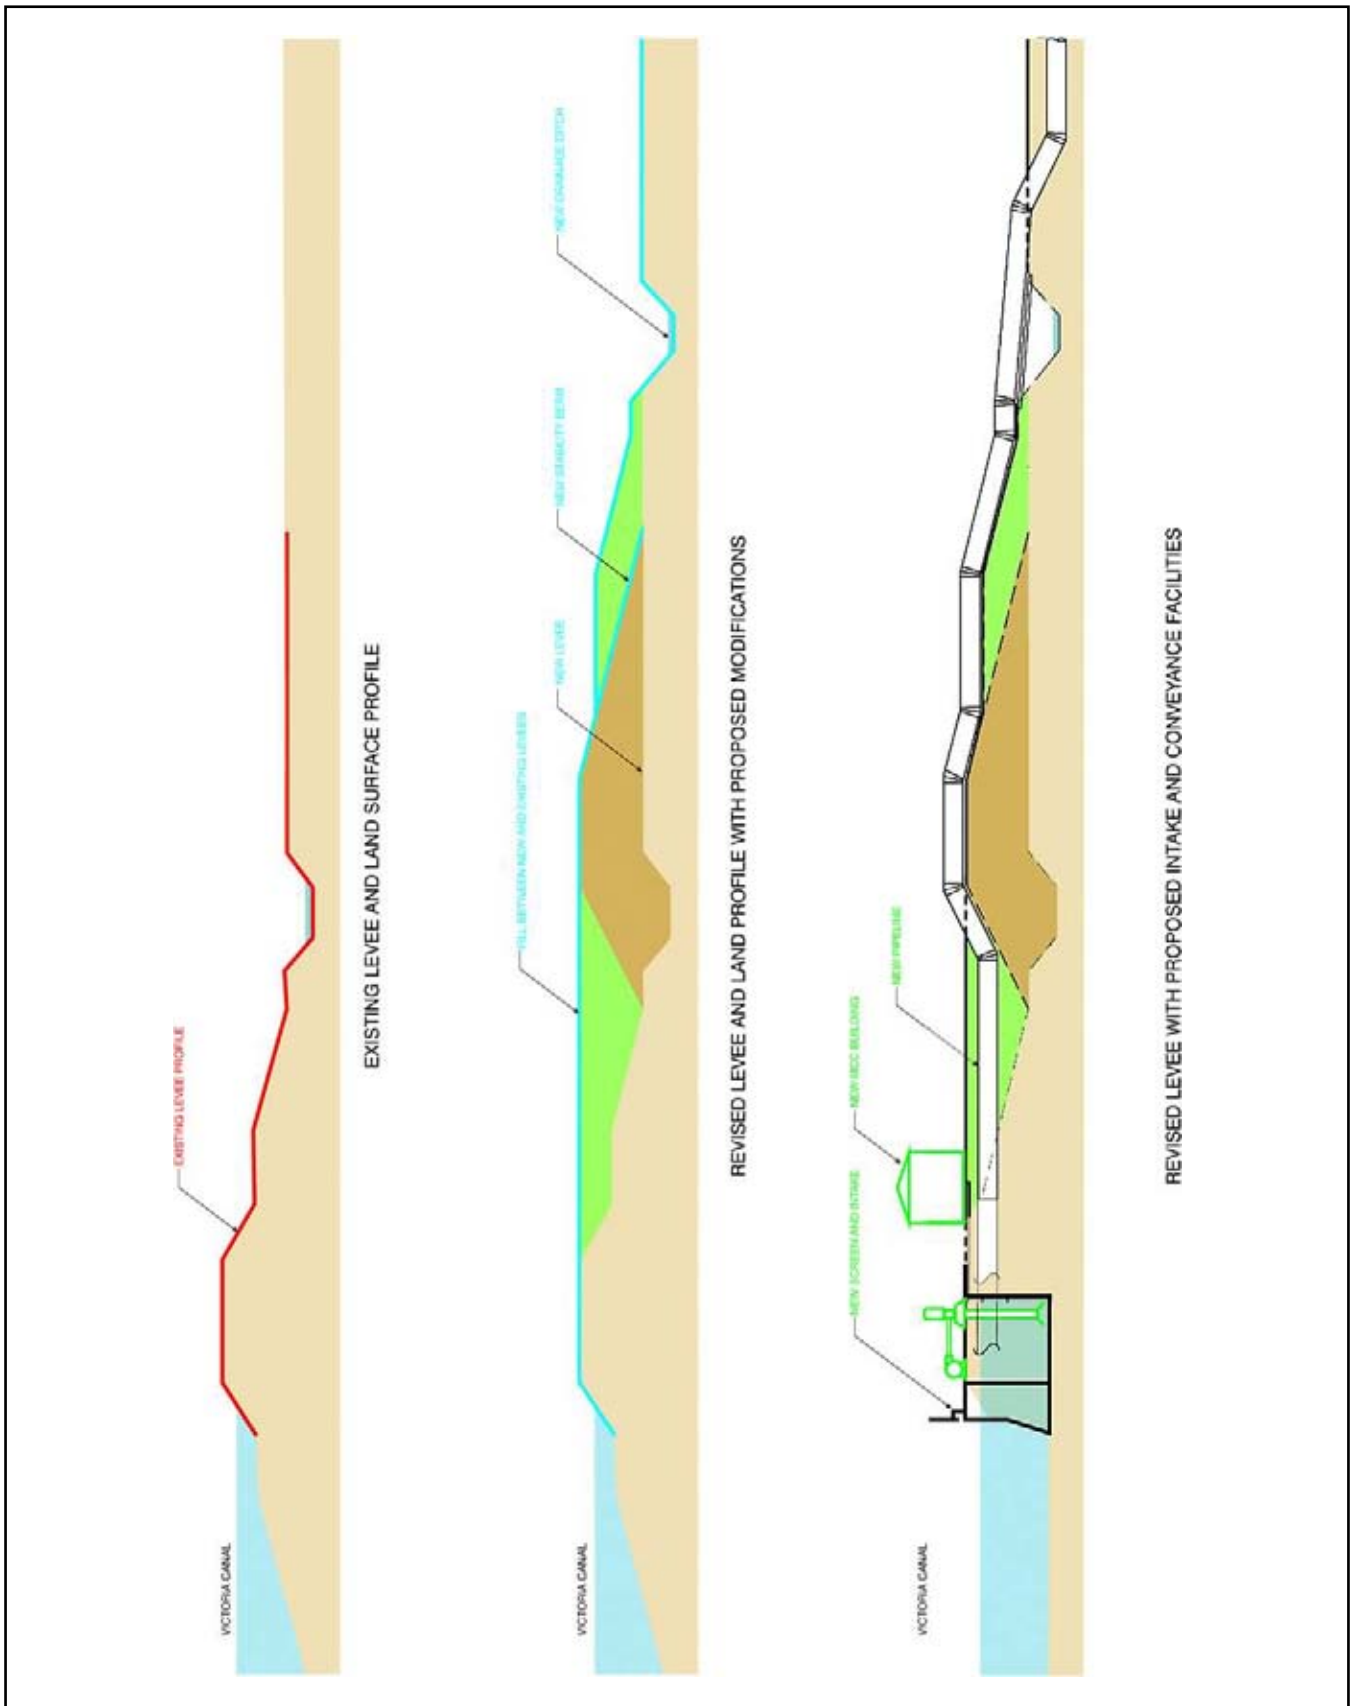 EXISTING LEVEE PROFILE
VICTORIA CANAL
EXISTING LEVEE AND LAND SURFACE PROFILE
FILL BETWEEN NEW AND EXISTING LEVEES
NEW LEVEE
NEW STABILITY BERM
NEW DRAINAGE DITCH
VICTORIA CANAL
REVISED LEVEE AND LAND PROFILE WITH PROPOSED MODIFICATIONS
NEW SCREEN AND INTAKE
NEW MCC BUILDING
NEW PIPELINE
VICTORIA CANAL
REVISED LEVEE WITH PROPOSED INTAKE AND CONVEYANCE FACILITIES